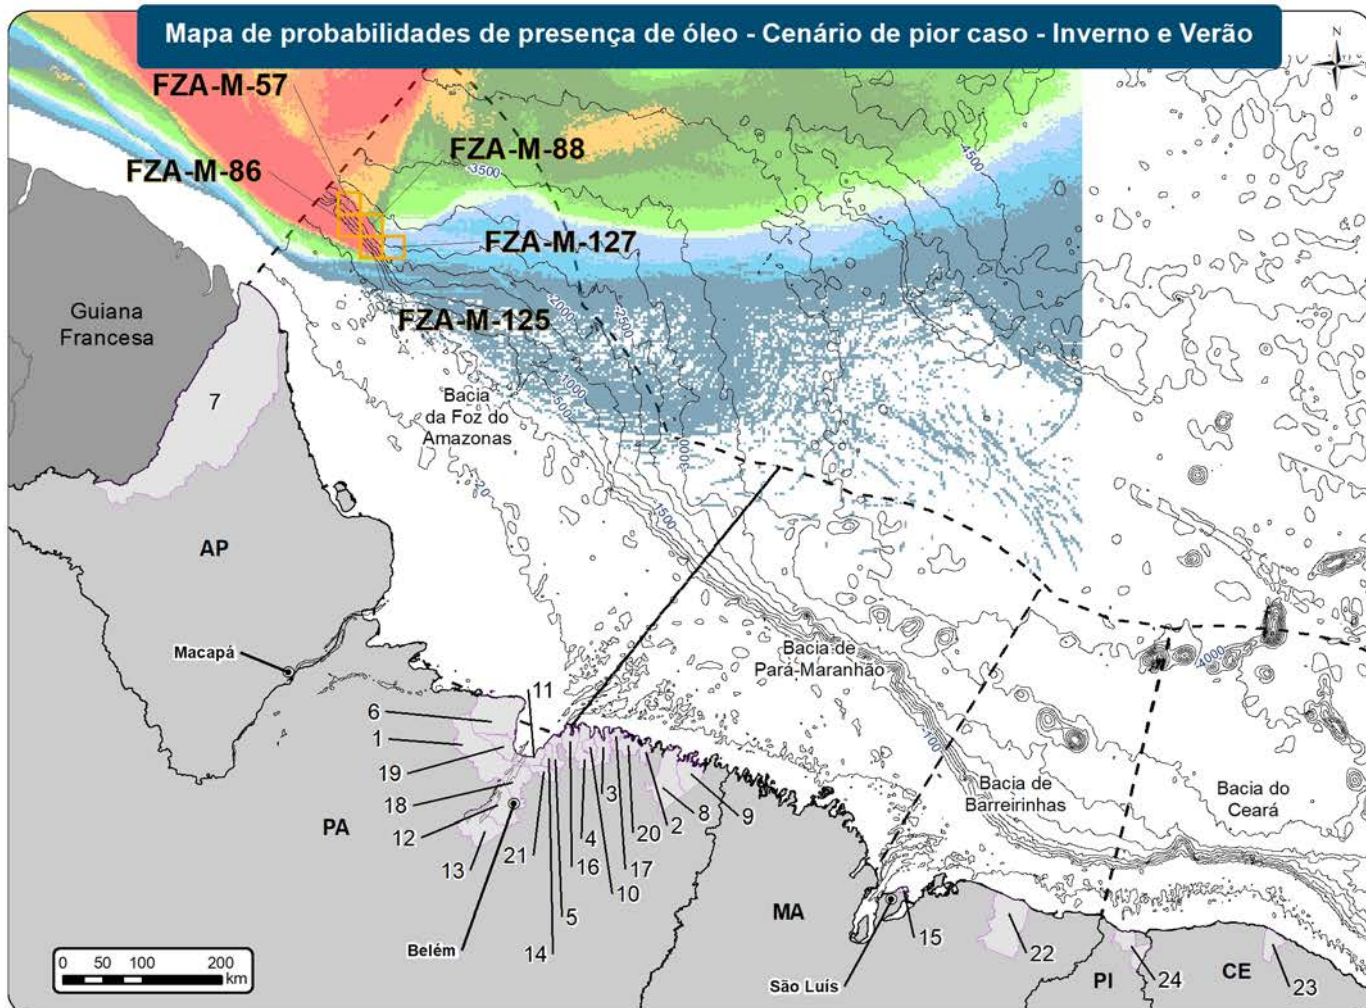 Mapa de probabilidades de presença de óleo - Cenário de pior caso - Inverno e Verão
N
FZA-M-57
FZA-M-88
FZA-M-86
-3500
-4500
FZA-M-127
FZA-M-125
-2000
-2500
-1000
-500
-3000
-1500
-20
Guiana
Francesa
7
Bacia
da Foz do
Amazonas
AP
Macapá
Bacia de
Pará-Maranhão
-4000
-100
11
6
1
19
18
12
13
PA
21
14
5
16
4
10
3
17
20
2
8
9
Belém
MA
São Luís
15
Bacia de
Barreirinhas
Bacia do
Ceará
22
PI
24
CE
23
0 50 100 200
km